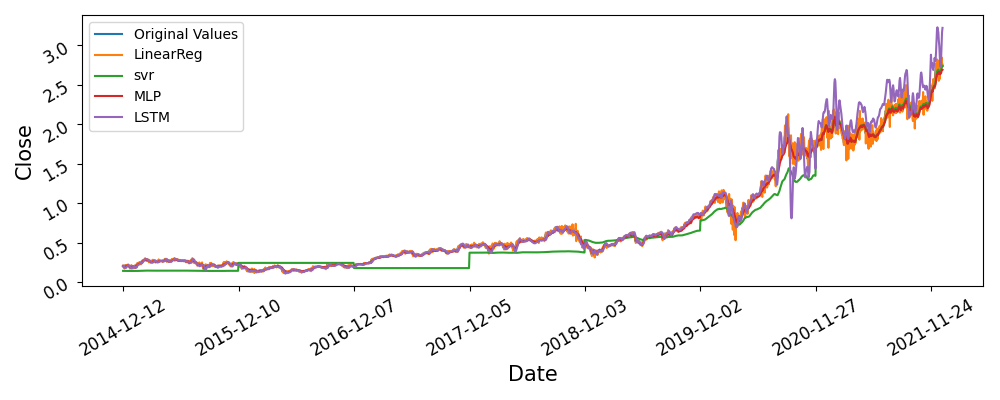 Original Values
LinearReg
svr
MLP
LSTM
Close
3.0
2.5
2.0
1.5
1.0
0.5
0.0
2014-12-12
2015-12-10
2016-12-07
2017-12-05
2018-12-03
2019-12-02
2020-11-27
2021-11-24
Date